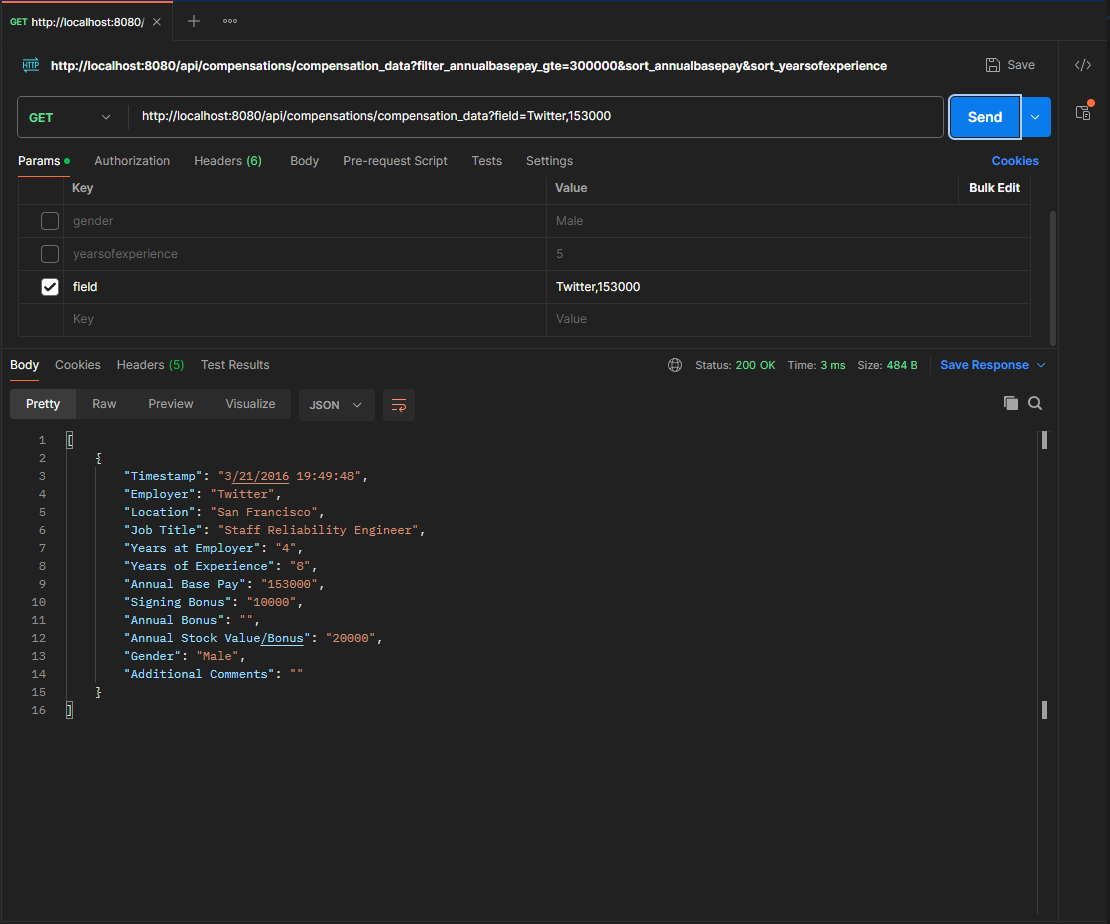 GET http://localhost:8080/
http://localhost:8080/api/compensations/compensation_data?filter_annualbasepay_gte=300000&sort_annualbasepay&sort_yearsofexperience
Save
GET
http://localhost:8080/api/compensations/compensation_data?field=Twitter,153000
Send
Params
Authorization
Headers (6)
Body
Pre-request Script
Tests
Settings
Cookies
Key
Value
Bulk Edit
gender
Male
yearsofexperience
5
field
Twitter,153000
Key
Value
Body
Cookies
Headers (5)
Test Results
Status: 200 OK
Time: 3 ms
Size: 484 B
Save Response
Pretty
Raw
Preview
Visualize
JSON
1 [
2 {
3 "Timestamp": "3/21/2016 19:49:48",
4 "Employer": "Twitter",
5 "Location": "San Francisco",
6 "Job Title": "Staff Reliability Engineer",
7 "Years at Employer": "4",
8 "Years of Experience": "8",
9 "Annual Base Pay": "153000",
10 "Signing Bonus": "10000",
11 "Annual Bonus": "",
12 "Annual Stock Value/Bonus": "20000",
13 "Gender": "Male",
14 "Additional Comments": ""
15 }
16 ]